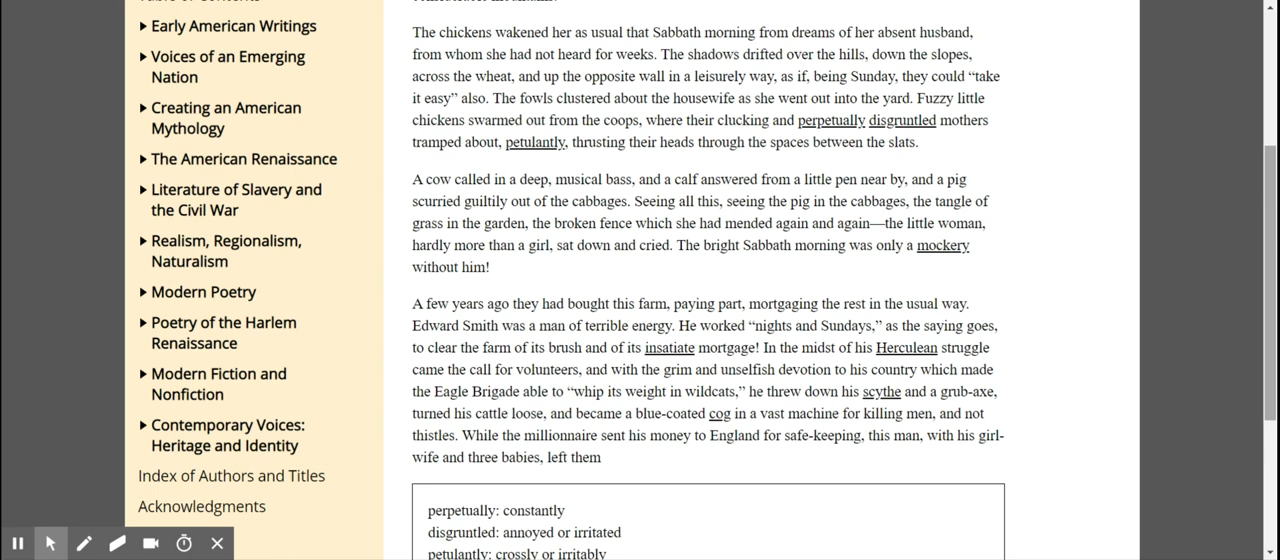 Early American Writings
Voices of an Emerging
Nation
Creating an American
Mythology
The American Renaissance
Literature of Slavery and
the Civil War
Realism, Regionalism,
Naturalism
Modern Poetry
Poetry of the Harlem
Renaissance
Modern Fiction and
Nonfiction
Contemporary Voices:
Heritage and Identity
Index of Authors and Titles
Acknowledgments
The chickens wakened her as usual that Sabbath morning from dreams of her absent husband,
from whom she had not heard for weeks. The shadows drifted over the hills, down the slopes,
across the wheat, and up the opposite wall in a leisurely way, as if, being Sunday, they could “take
it easy” also. The fowls clustered about the housewife as she went out into the yard. Fuzzy little
chickens swarmed out from the coops, where their clucking and perpetually disgruntled mothers
tramped about, petulantly, thrusting their heads through the spaces between the slats.
A cow called in a deep, musical bass, and a calf answered from a little pen near by, and a pig
scurried guiltily out of the cabbages. Seeing all this, seeing the pig in the cabbages, the tangle of
grass in the garden, the broken fence which she had mended again and again—the little woman,
hardly more than a girl, sat down and cried. The bright Sabbath morning was only a mockery
without him!
A few years ago they had bought this farm, paying part, mortgaging the rest in the usual way.
Edward Smith was a man of terrible energy. He worked “nights and Sundays,” as the saying goes,
to clear the farm of its brush and of its insatiate mortgage! In the midst of his Herculean struggle
came the call for volunteers, and with the grim and unselfish devotion to his country which made
the Eagle Brigade able to “whip its weight in wildcats,” he threw down his scythe and a grub-axe,
turned his cattle loose, and became a blue-coated cog in a vast machine for killing men, and not
thistles. While the millionnaire sent his money to England for safe-keeping, this man, with his girl-
wife and three babies, left them
perpetually: constantly
disgruntled: annoyed or irritated
petulantly: crossly or irritably